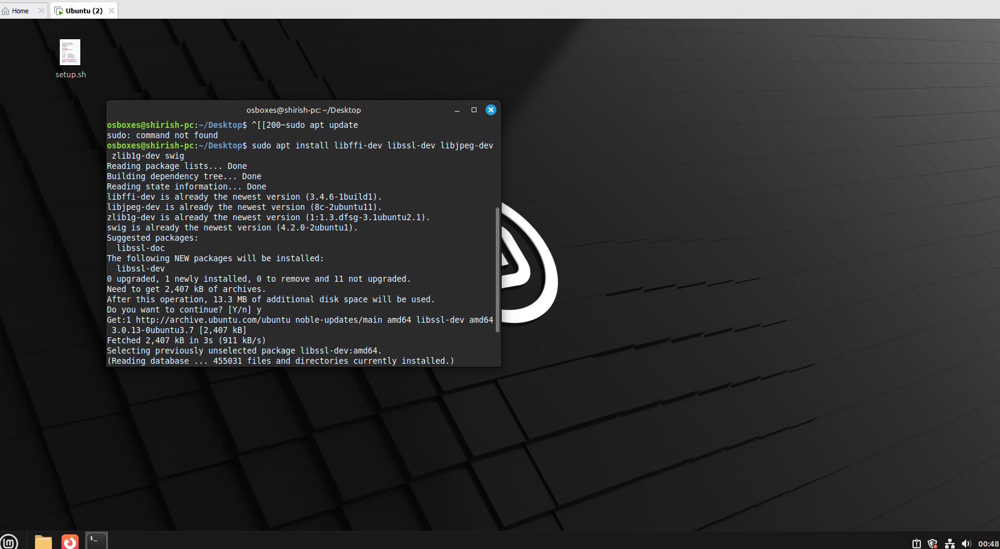 Home
Ubuntu (2)
setup.sh
osboxes@shirish-pc: ~/Desktop
osboxes@shirish-pc:~/Desktop$ ^[[200~sudo apt update
sudo: command not found
osboxes@shirish-pc:~/Desktop$ sudo apt install libffi-dev libssl-dev libjpeg-dev
 zlib1g-dev swig
Reading package lists... Done
Building dependency tree... Done
Reading state information... Done
libffi-dev is already the newest version (3.4.6-1build1).
libjpeg-dev is already the newest version (8c-2ubuntu11).
zlib1g-dev is already the newest version (1:1.3.dfsg-3.1ubuntu2.1).
swig is already the newest version (4.2.0-2ubuntu1).
Suggested packages:
  libssl-doc
The following NEW packages will be installed:
  libssl-dev
0 upgraded, 1 newly installed, 0 to remove and 11 not upgraded.
Need to get 2,407 kB of archives.
After this operation, 13.3 MB of additional disk space will be used.
Do you want to continue? [Y/n] y
Get:1 http://archive.ubuntu.com/ubuntu noble-updates/main amd64 libssl-dev amd64
 3.0.13-0ubuntu3.7 [2,407 kB]
Fetched 2,407 kB in 3s (911 kB/s)
Selecting previously unselected package libssl-dev:amd64.
(Reading database ... 455031 files and directories currently installed.)
00:48